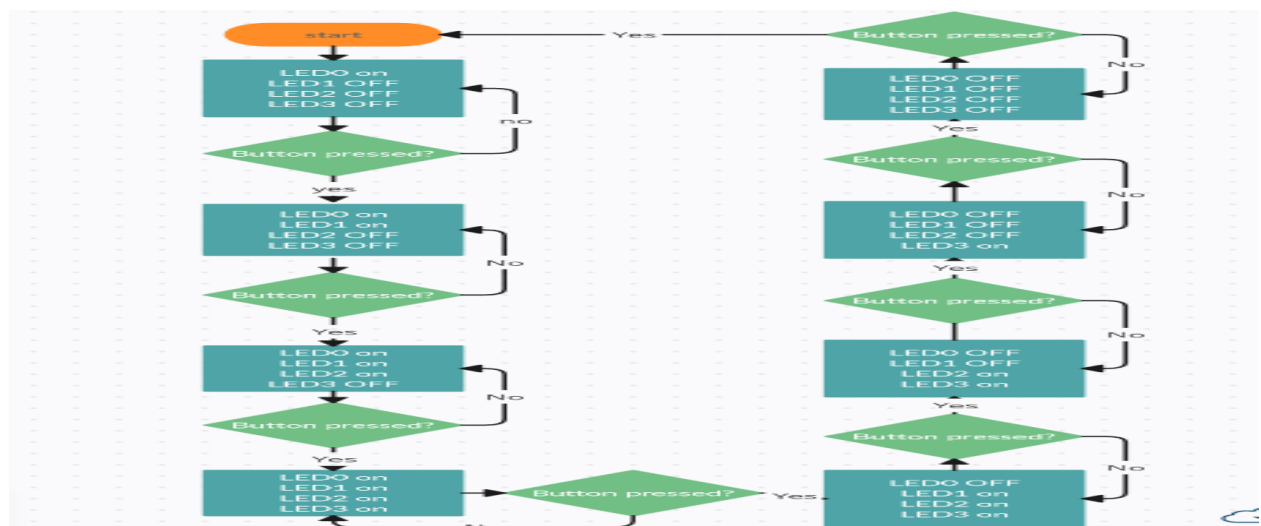 start
LED0 on
LED1 OFF
LED2 OFF
LED3 OFF
no
Button pressed?
yes
LED0 on
LED1 on
LED2 OFF
LED3 OFF
No
Button pressed?
Yes
LED0 on
LED1 on
LED2 on
LED3 OFF
No
Button pressed?
Yes
LED0 on
LED1 on
LED2 on
LED3 on
Button pressed?
Yes
LED0 OFF
LED1 on
LED2 on
LED3 on
No
Button pressed?
Yes
LED0 OFF
LED1 OFF
LED2 on
LED3 on
No
Button pressed?
Yes
LED0 OFF
LED1 OFF
LED2 OFF
LED3 on
No
Button pressed?
Yes
LED0 OFF
LED1 OFF
LED2 OFF
LED3 OFF
No
Button pressed?
Yes